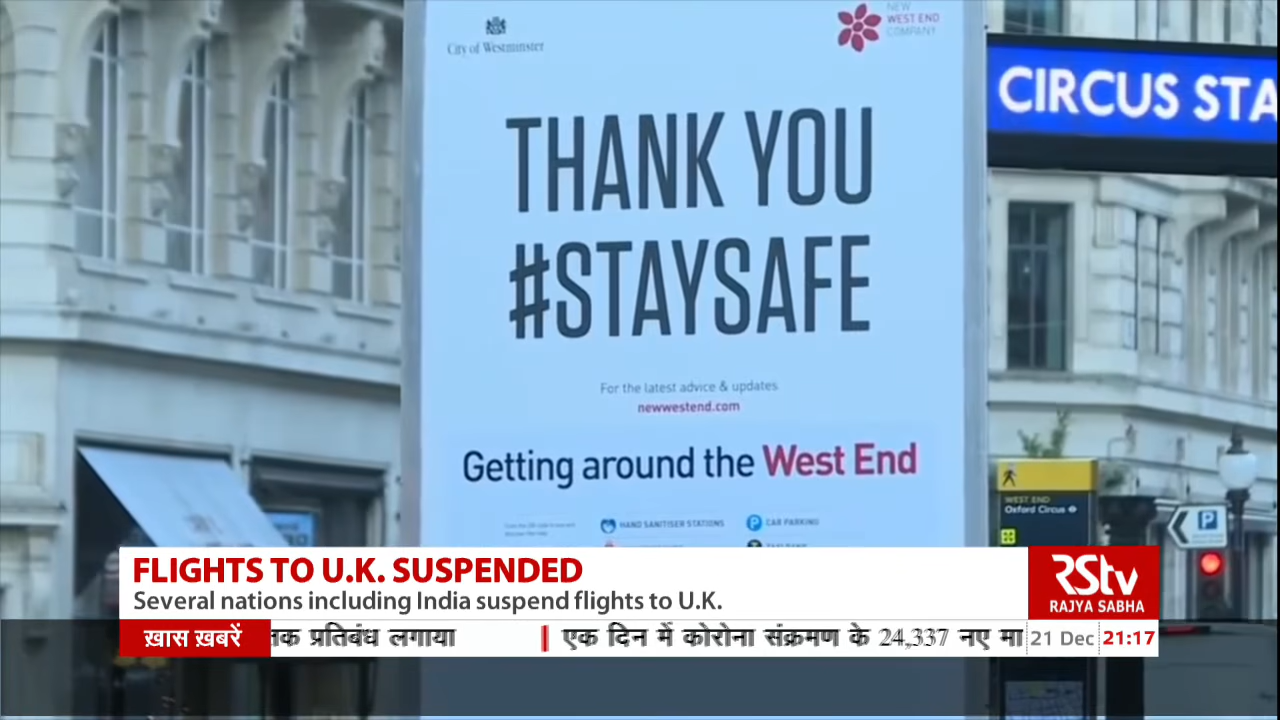 City of Westminster
NEW
WEST END
COMPANY
CIRCUS STA
THANK YOU
#STAYSAFE
For the latest advice & updates
newwestend.com
Getting around the West End
HAND SANITISER STATIONS
CAR PARKING
WEST END
Oxford Circus
P
FLIGHTS TO U.K. SUSPENDED
Several nations including India suspend flights to U.K.
RStv
RAJYA SABHA
ख़ास ख़बरें
तक प्रतिबंध लगाया | एक दिन में कोरोना संक्रमण के 24,337 नए मा
21 Dec
21:17